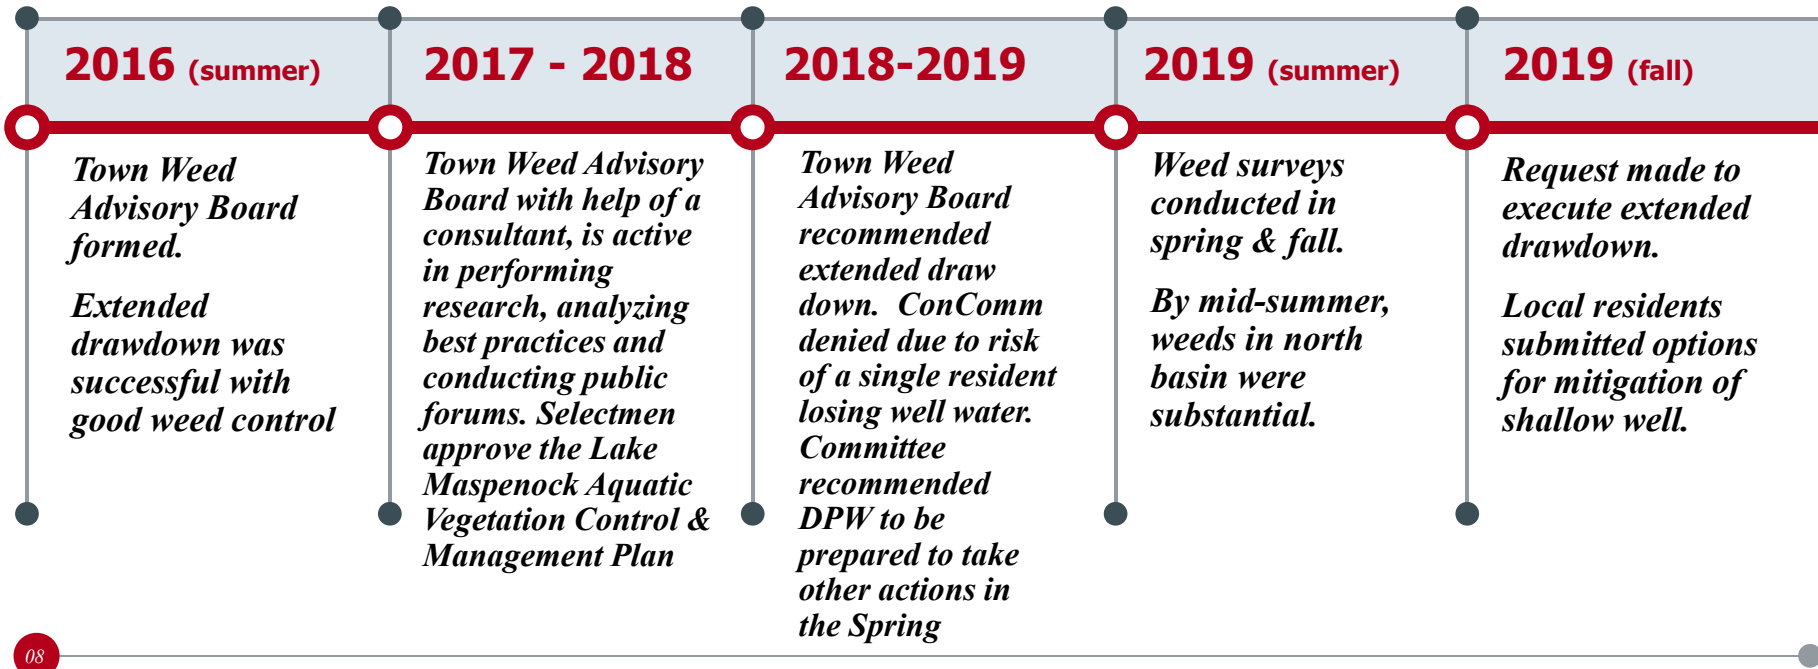 2016 (summer)
Town Weed
Advisory Board
formed.
Extended
drawdown was
successful with
good weed control
2017 - 2018
Town Weed Advisory
Board with help of a
consultant, is active
in performing
research, analyzing
best practices and
conducting public
forums. Selectmen
approve the Lake
Maspenock Aquatic
Vegetation Control &
Management Plan
2018-2019
Town Weed
Advisory Board
recommended
extended draw
down.  ConComm
denied due to risk
of a single resident
losing well water.
Committee
recommended
DPW to be
prepared to take
other actions in
the Spring
2019 (summer)
Weed surveys
conducted in
spring & fall.
By mid-summer,
weeds in north
basin were
substantial.
2019 (fall)
Request made to
execute extended
drawdown.
Local residents
submitted options
for mitigation of
shallow well.
08